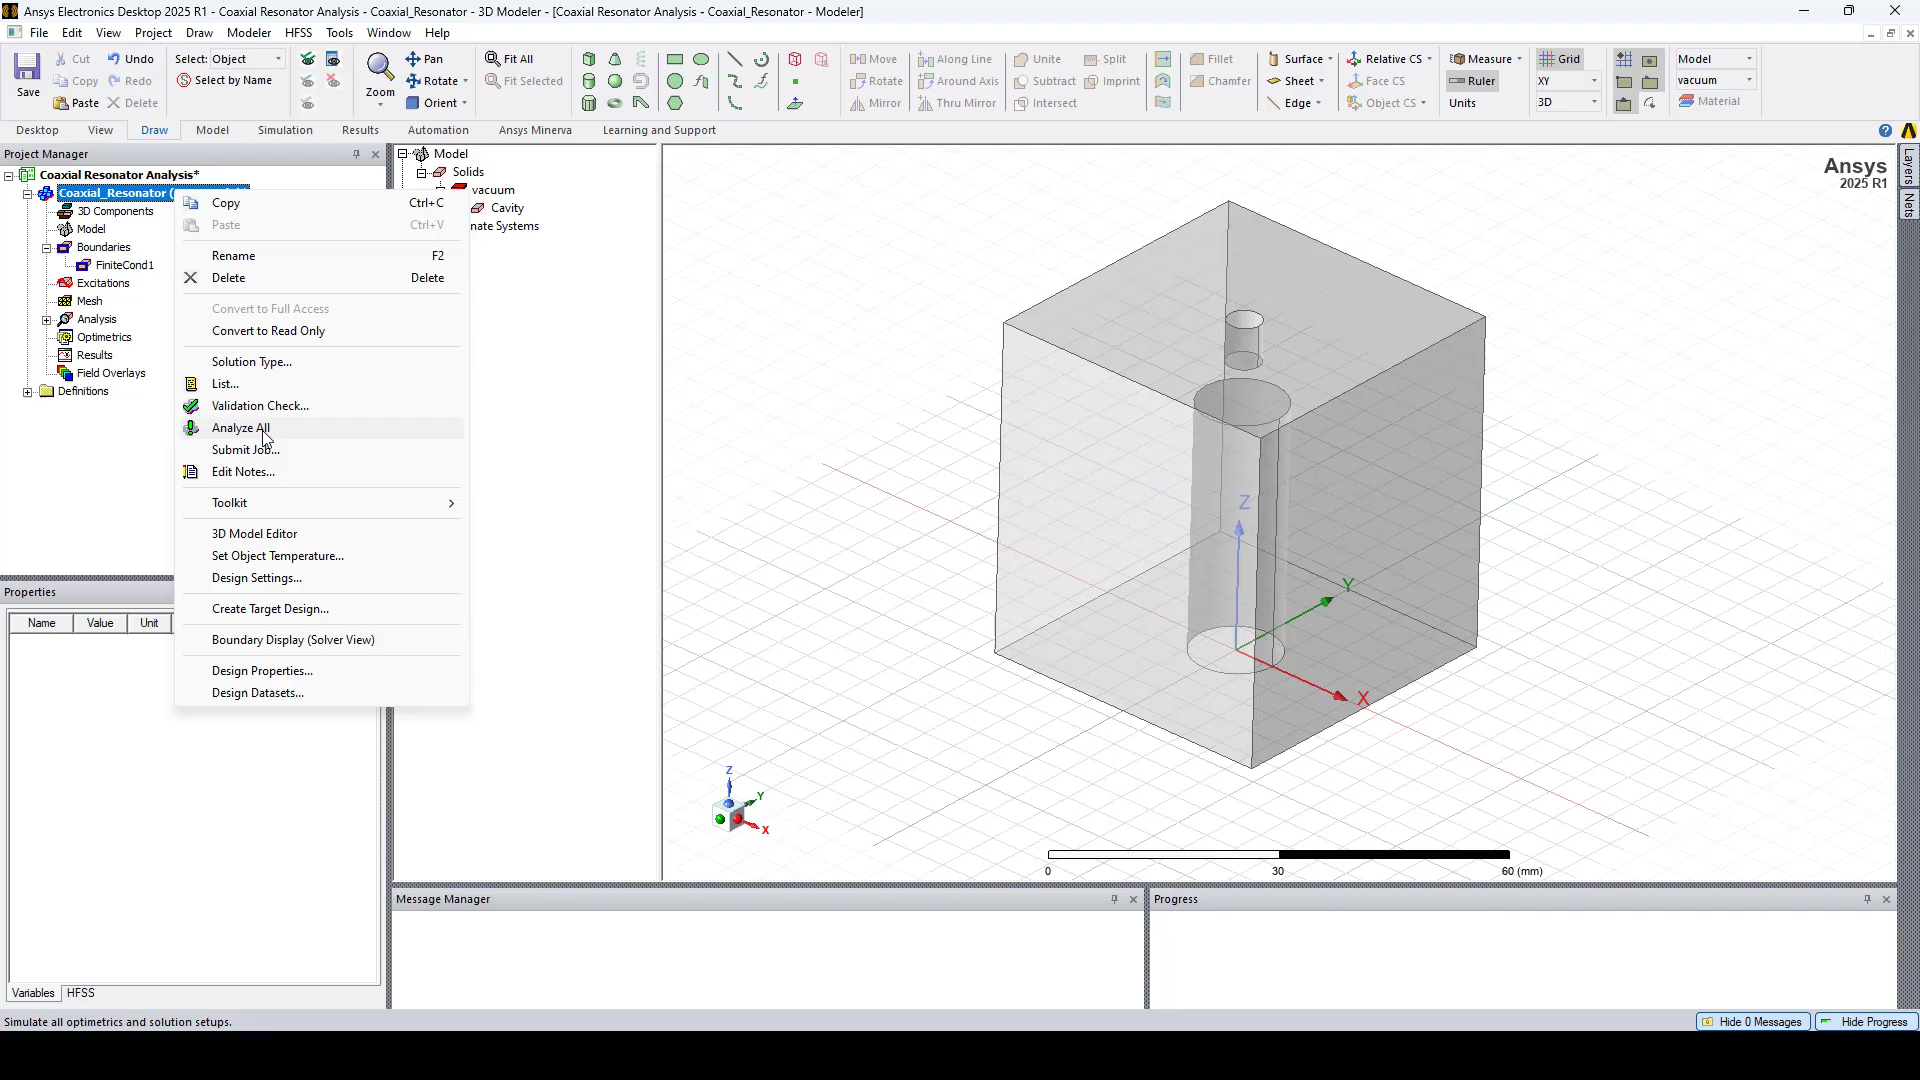 Ansys Electronics Desktop 2025 R1 - Coaxial Resonator Analysis - Coaxial_Resonator - 3D Modeler - [Coaxial Resonator Analysis - Coaxial_Resonator - Modeler]
File Edit View Project Draw Modeler HFSS Tools Window Help
Cut Undo Select: Object Pan Fit All Move Along Line Unite Split Fillet Surface Relative CS Measure Grid Model
Save Copy Redo Select by Name Zoom Rotate Fit Selected Rotate Around Axis Subtract Imprint Chamfer Sheet Face CS Ruler XY vacuum
Paste Delete Orient Mirror Thru Mirror Intersect Edge Object CS Units 3D Material
Desktop View Draw Model Simulation Results Automation Ansys Minerva Learning and Support
Project Manager
Coaxial Resonator Analysis*
Coaxial_Resonator (
3D Components
Model
Boundaries
FiniteCond1
Excitations
Mesh
Analysis
Optimetrics
Results
Field Overlays
Definitions
Copy Ctrl+C
Paste Ctrl+V
Rename F2
Delete Delete
Convert to Full Access
Convert to Read Only
Solution Type...
List...
Validation Check...
Analyze All
Submit Job...
Edit Notes...
Toolkit
3D Model Editor
Set Object Temperature...
Design Settings...
Create Target Design...
Boundary Display (Solver View)
Design Properties...
Design Datasets...
Model
Solids
vacuum
Cavity
nate Systems
Ansys
2025 R1
Layers
Nets
Z
Y
X
Z
Y
X
0 30 60 (mm)
Properties
Name Value Unit
Variables HFSS
Message Manager
Progress
Simulate all optimetrics and solution setups.
Hide 0 Messages Hide Progress